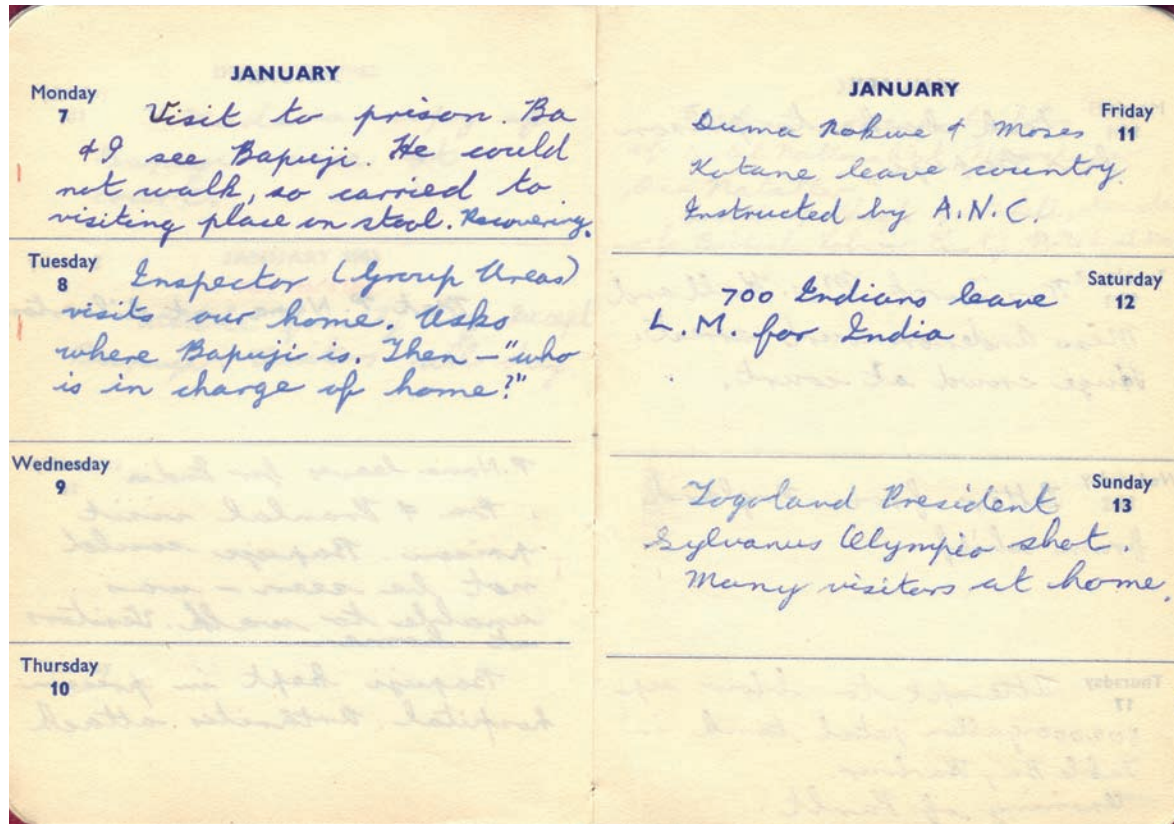 JANUARY
Monday
7
Visit to prison. Ba
& I see Bapuji. He could
not walk, so carried to
visiting place on stool. Recovering.
Tuesday
8
Inspector (Group Areas)
visits our home. Asks
where Bapuji is. Then – "who
is in charge of home?"
Wednesday
9
Thursday
10
JANUARY
Friday
11
Duma Nokwe & Moses
Kotane leave country.
Instructed by A.N.C
Saturday
12
700 Indians leave
L.M. for India
Sunday
13
Togoland President
Sylvanus Olympio shot.
Many visitors at home.